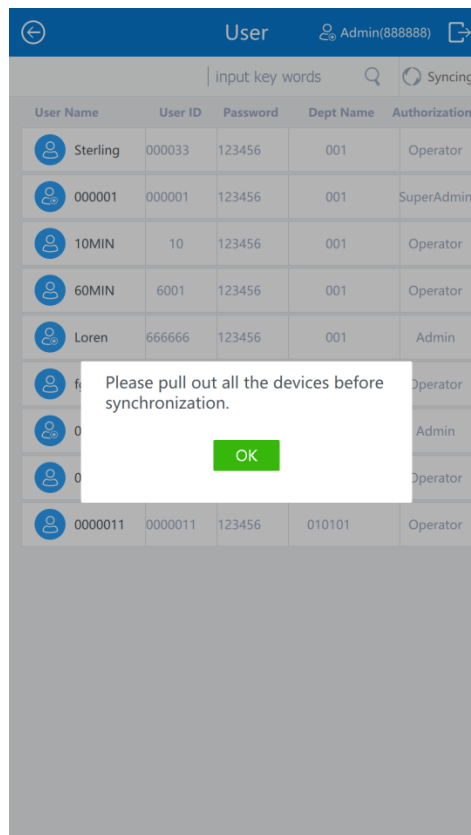 User
Admin(888888)
input key words
Syncing
User Name User ID Password Dept Name Authorization
Sterling 000033 123456 001 Operator
000001 000001 123456 001 SuperAdmin
10MIN 10 123456 001 Operator
60MIN 6001 123456 001 Operator
Loren 666666 123456 001 Admin
Operator
0 Admin
0 Operator
Please pull out all the devices before
synchronization.
OK
0000011 0000011 123456 010101 Operator